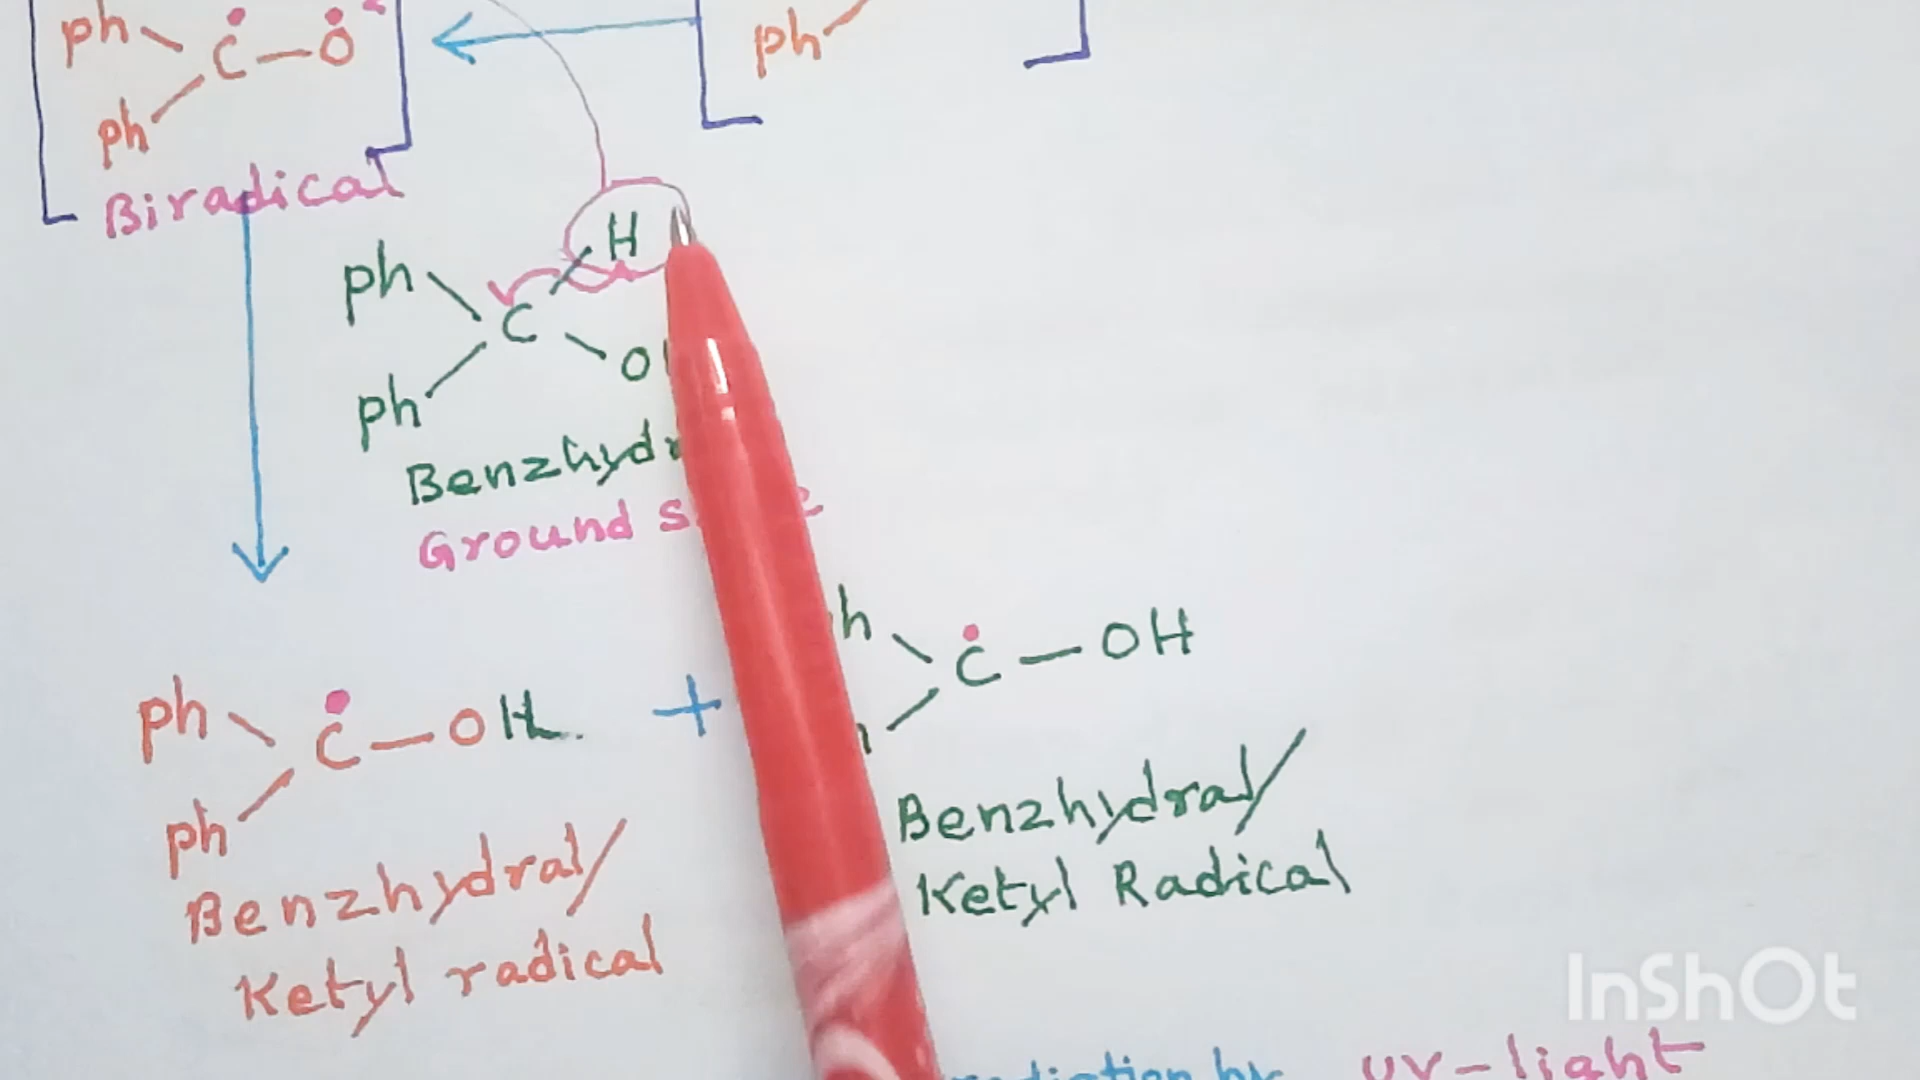 ph
C — O
ph
ph
Biradical
H
ph
C
ph
Benzhyd
Ground s
ph
C — OH
ph
+
h
C — OH
Benzhydral/
Ketyl radical
Benzhydral/
Ketyl Radical
uv-light
InShOt